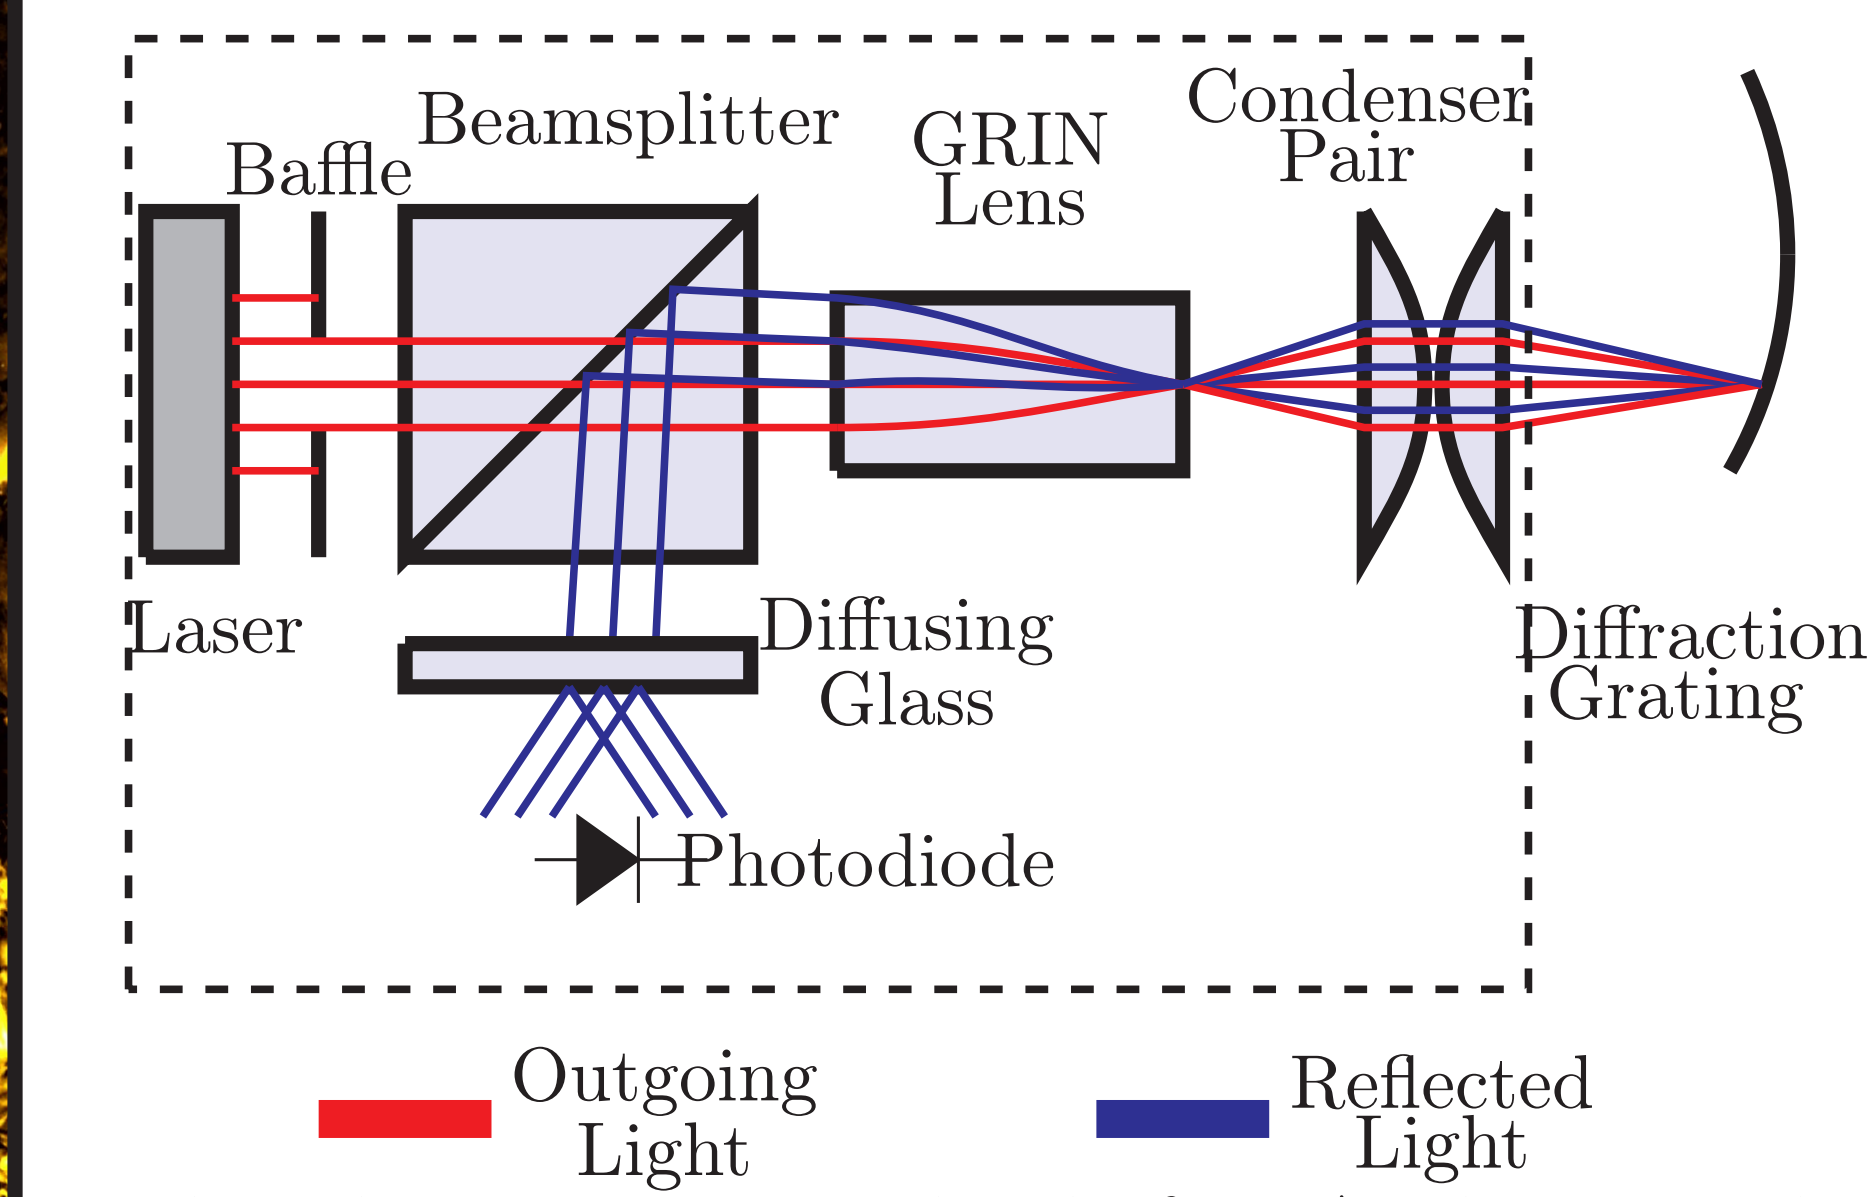 Condenser
Pair
Beamsplitter
GRIN
Lens
Baffle
Laser
Diffusing
Glass
Diffraction
Grating
Photodiode
Outgoing
Light
Reflected
Light